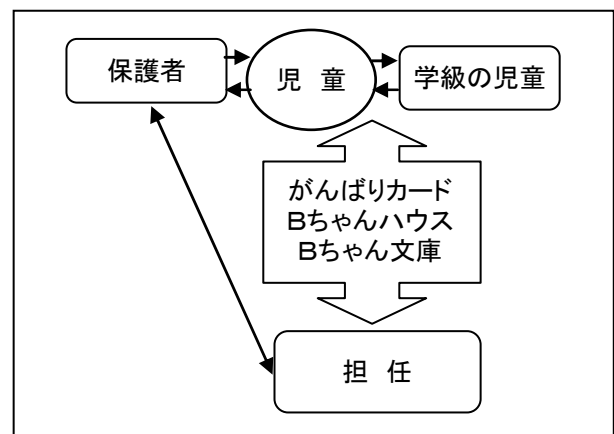 保護者
児 童
学級の児童
がんばりカード
Bちゃんハウス
Bちゃん文庫
担 任